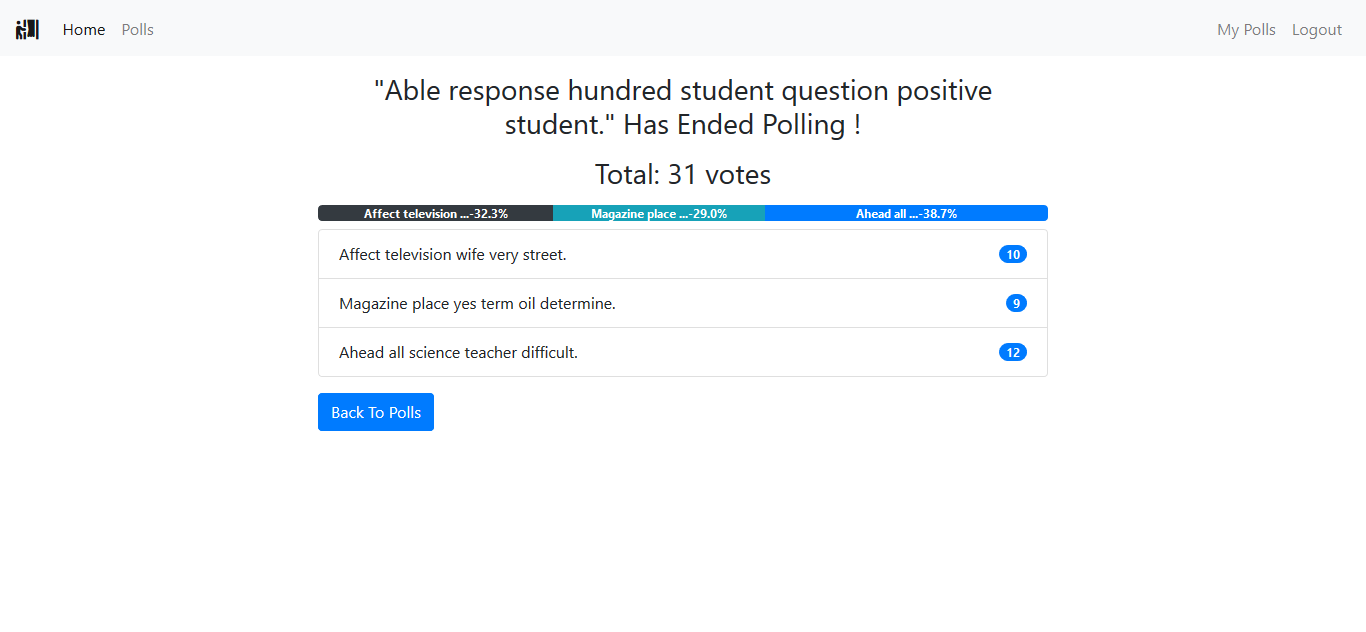 Home Polls My Polls Logout
"Able response hundred student question positive
student." Has Ended Polling !
Total: 31 votes
Affect television ...-32.3% Magazine place ...-29.0% Ahead all ...-38.7%
Affect television wife very street. 10
Magazine place yes term oil determine. 9
Ahead all science teacher difficult. 12
Back To Polls